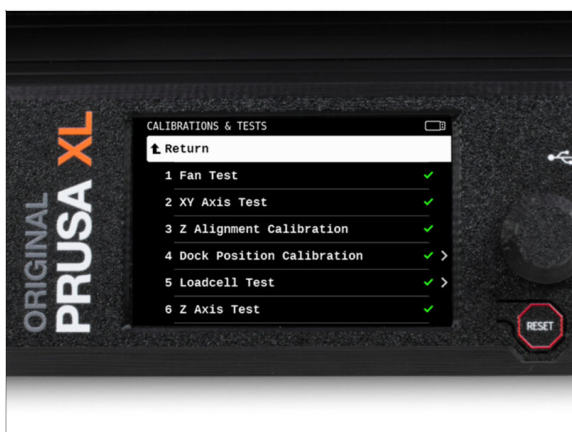 ORIGINAL
PRUSA XL
CALIBRATIONS & TESTS
Return
1 Fan Test
2 XY Axis Test
3 Z Alignment Calibration
4 Dock Position Calibration
5 Loadcell Test
6 Z Axis Test
RESET